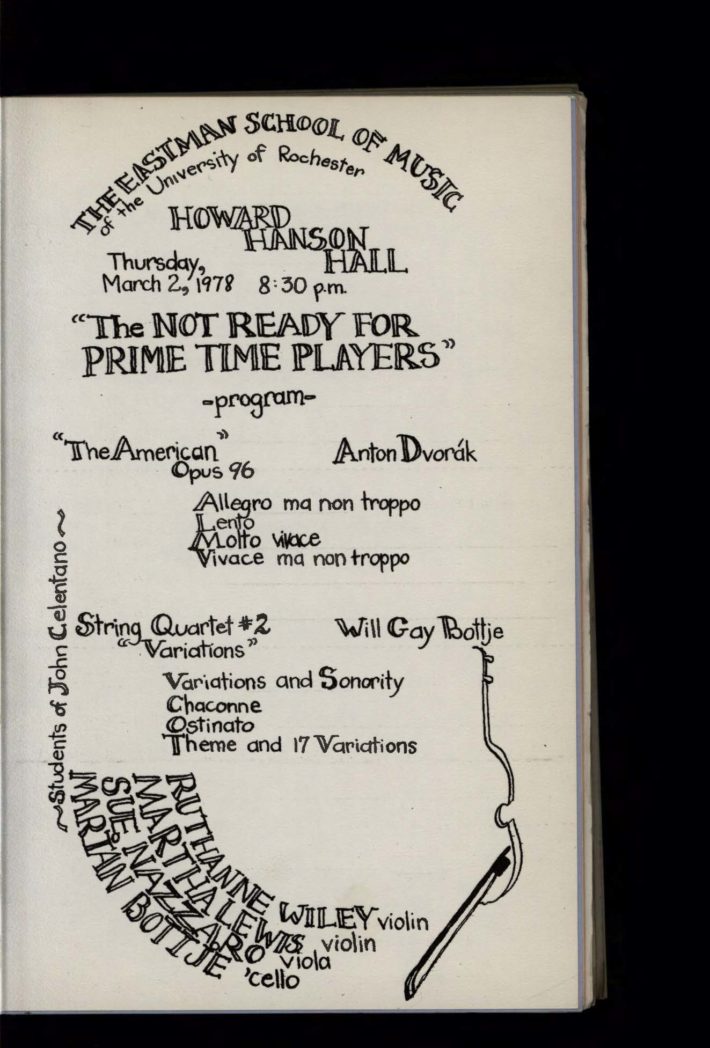 THE EASTMAN SCHOOL OF MUSIC
of the University of Rochester
HOWARD
HANSON
HALL
Thursday,
March 2, 1978 8:30 p.m.
"The NOT READY FOR
PRIME TIME PLAYERS"
-program-
"The American" Anton Dvorák
Opus 96
Allegro ma non troppo
Lento
Molto vivace
Vivace ma non troppo
String Quartet #2 Will Gay Bottje
"Variations"
Variations and Sonority
Chaconne
Ostinato
Theme and 17 Variations
~Students of John Celentano~
RUTHANNE WILEY violin
MARTHA LEWIS violin
SUE NAZZARO viola
MARTAN BOTTJE 'cello